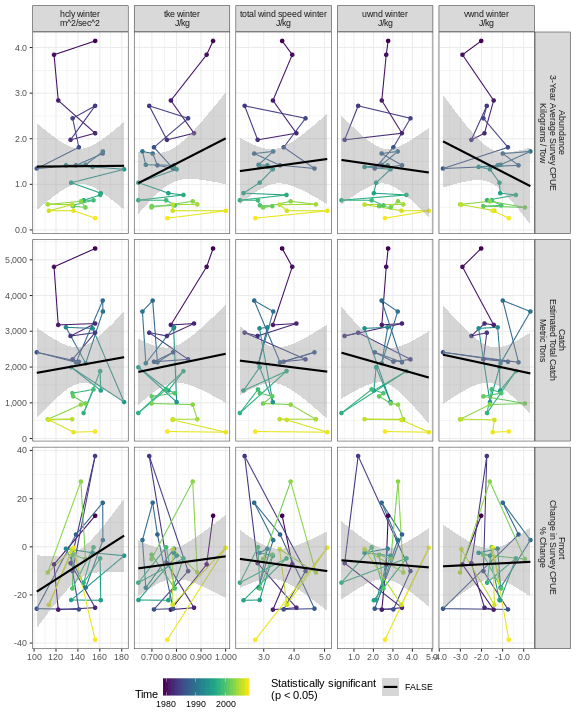 hcly winter
m^2/sec^2
tke winter
J/kg
total wind speed winter
J/kg
uwnd winter
J/kg
vwnd winter
J/kg
4.0
3.0
2.0
1.0
0.0
Abundance
3-Year Average Survey CPUE
Kilograms / Tow
5,000
4,000
3,000
2,000
1,000
0
Catch
Estimated Total Catch
Metric Tons
40
20
0
-20
-40
Fmort
Change in Survey CPUE
% Change
100 120 140 160 180
0.700 0.800 0.900 1.000
3.0 4.0 5.0
1.0 2.0 3.0 4.0 5.0
-4.0 -3.0 -2.0 -1.0 0.0
Time
1980 1990 2000
Statistically significant
(p < 0.05)
FALSE